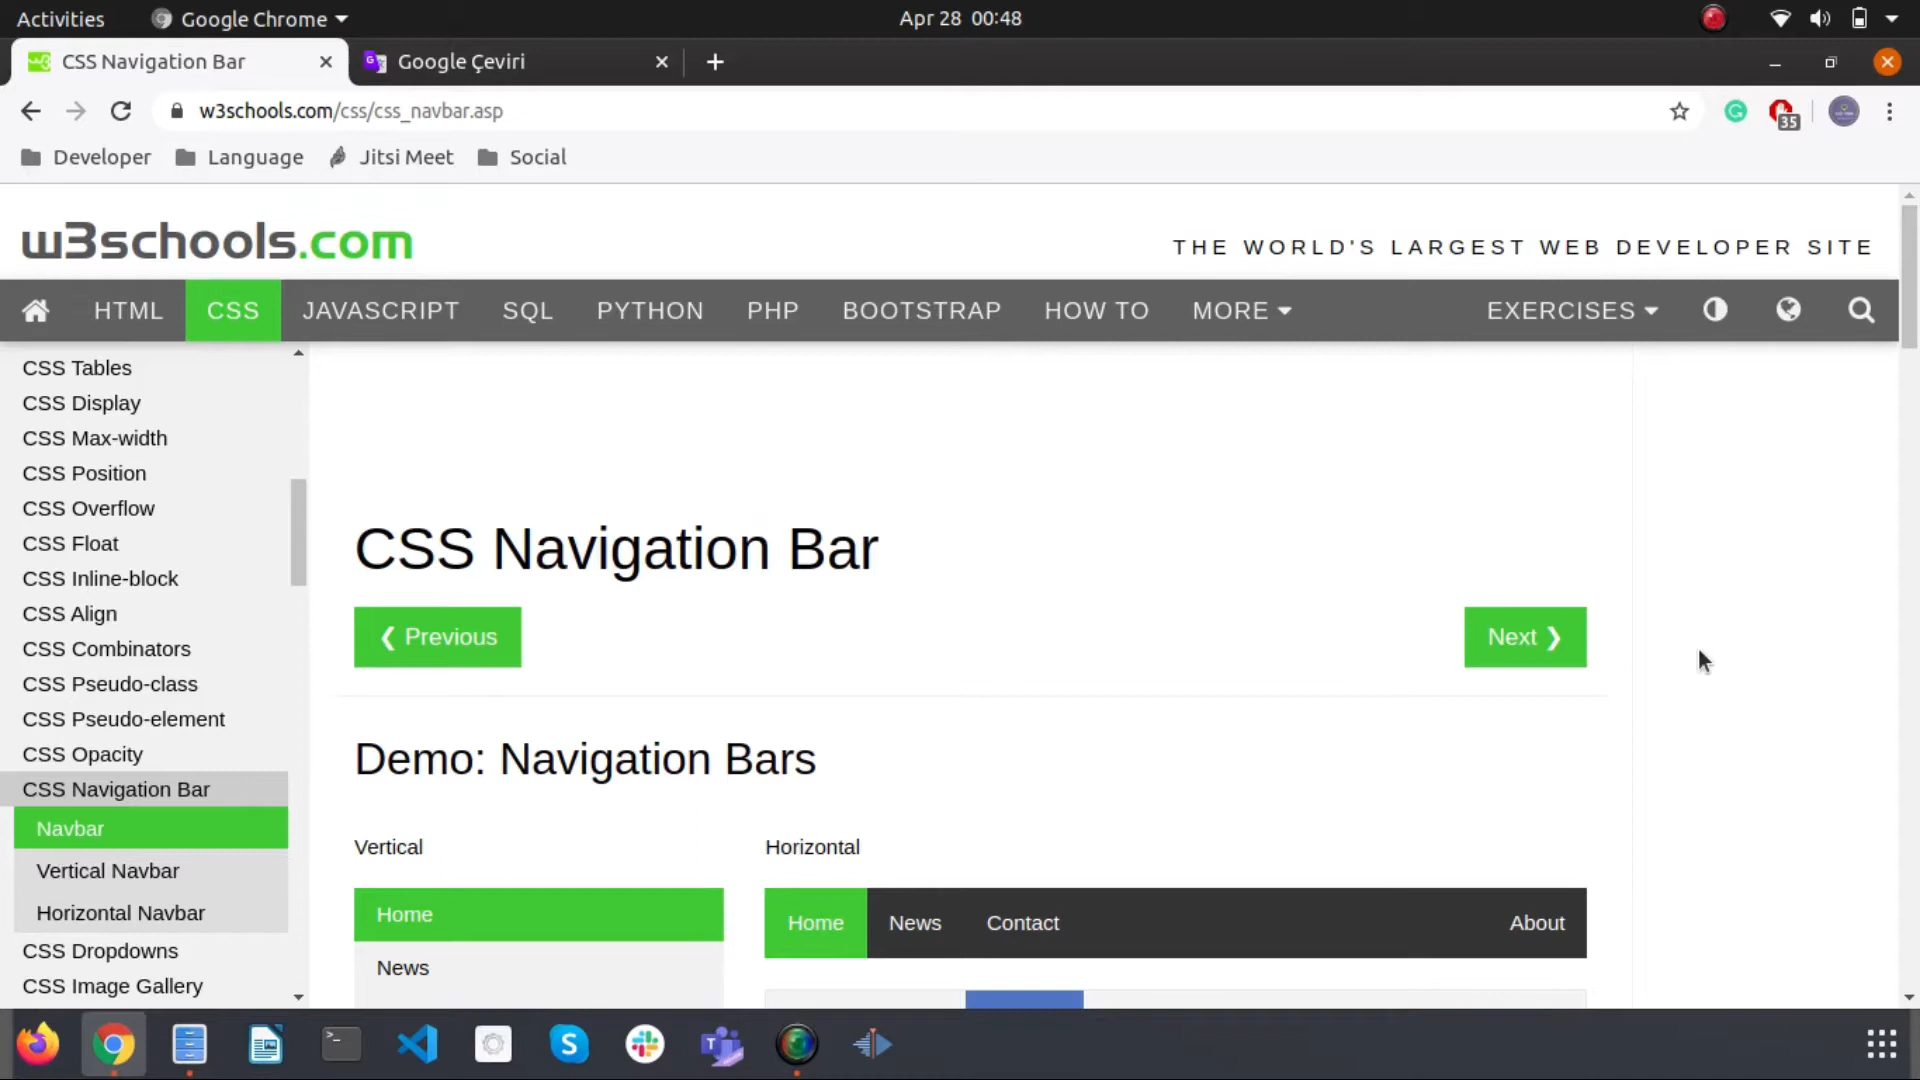 Activities Google Chrome Apr 28 00:48
CSS Navigation Bar Google Çeviri
w3schools.com/css/css_navbar.asp 35
Developer Language Jitsi Meet Social
w3schools.com
THE WORLD'S LARGEST WEB DEVELOPER SITE
HTML CSS JAVASCRIPT SQL PYTHON PHP BOOTSTRAP HOW TO MORE EXERCISES
CSS Tables
CSS Display
CSS Max-width
CSS Position
CSS Overflow
CSS Float
CSS Inline-block
CSS Align
CSS Combinators
CSS Pseudo-class
CSS Pseudo-element
CSS Opacity
CSS Navigation Bar
Navbar
Vertical Navbar
Horizontal Navbar
CSS Dropdowns
CSS Image Gallery
CSS Navigation Bar
❮ Previous Next ❯
Demo: Navigation Bars
Vertical
Home
News
Horizontal
Home News Contact About